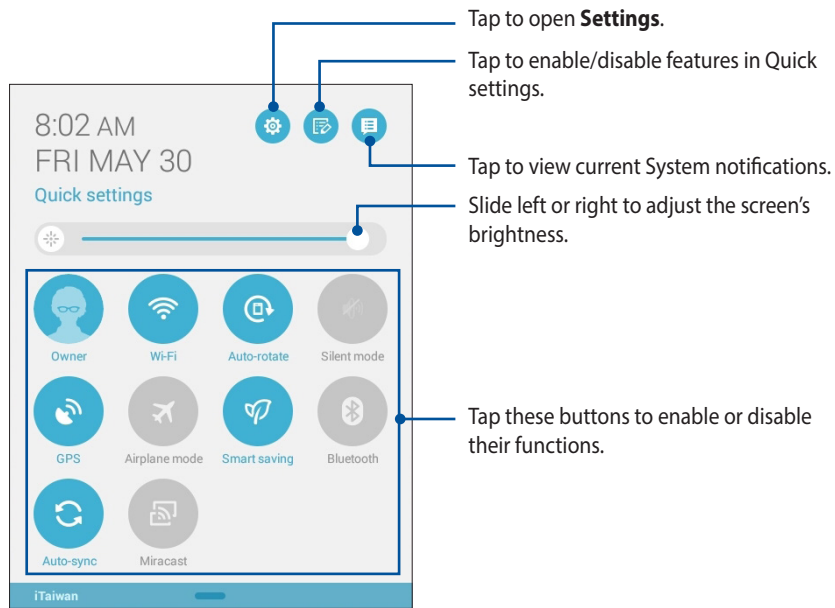 Tap to open Settings.
Tap to enable/disable features in Quick
settings.
8:02 AM
FRI MAY 30
Quick settings
Tap to view current System notifications.
Slide left or right to adjust the screen's
brightness.
Owner
Wi-Fi
Auto-rotate
Silent mode
GPS
Airplane mode
Smart saving
Bluetooth
Tap these buttons to enable or disable
their functions.
Auto-sync
Miracast
iTaiwan